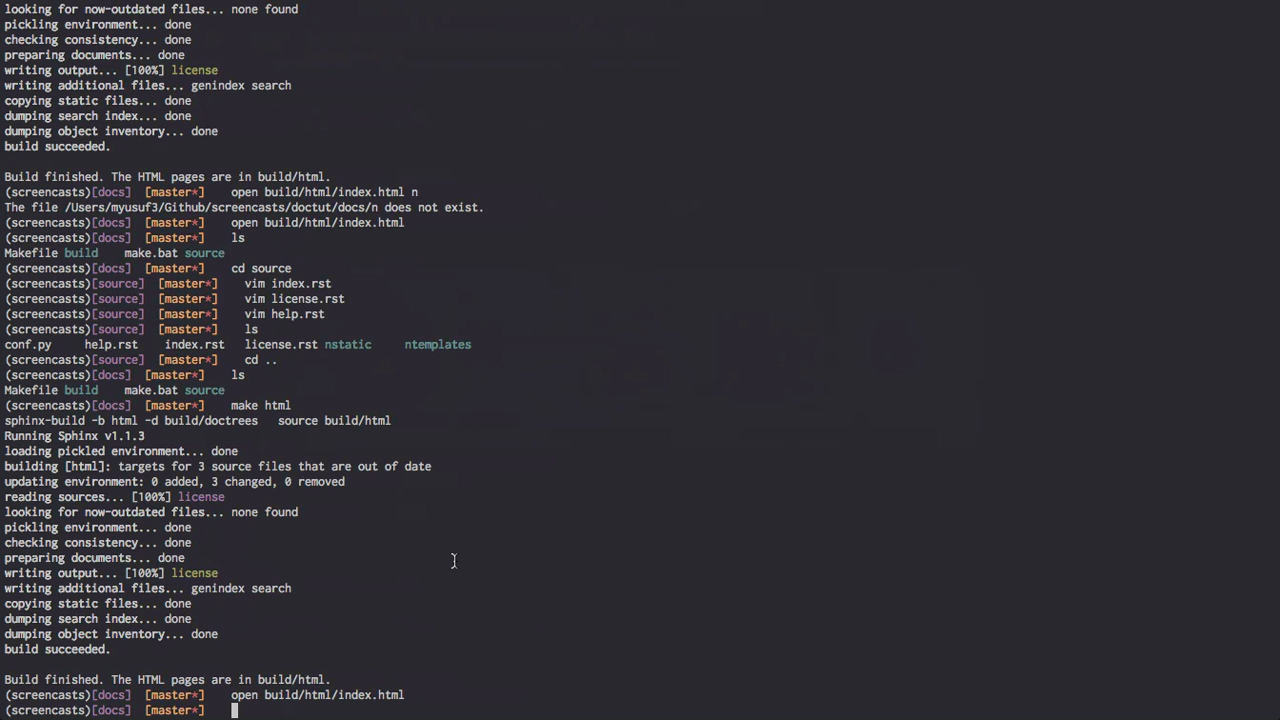 looking for now-outdated files... none found
pickling environment... done
checking consistency... done
preparing documents... done
writing output... [100%] license
writing additional files... genindex search
copying static files... done
dumping search index... done
dumping object inventory... done
build succeeded.
Build finished. The HTML pages are in build/html.
(screencasts)[docs] [master*] open build/html/index.html n
The file /Users/myusuf3/Github/screencasts/doctut/docs/n does not exist.
(screencasts)[docs] [master*] open build/html/index.html
(screencasts)[docs] [master*] ls
Makefile build make.bat source
(screencasts)[docs] [master*] cd source
(screencasts)[source] [master*] vim index.rst
(screencasts)[source] [master*] vim license.rst
(screencasts)[source] [master*] vim help.rst
(screencasts)[source] [master*] ls
conf.py help.rst index.rst license.rst nstatic ntemplates
(screencasts)[source] [master*] cd ..
(screencasts)[docs] [master*] ls
Makefile build make.bat source
(screencasts)[docs] [master*] make html
sphinx-build -b html -d build/doctrees source build/html
Running Sphinx v1.1.3
loading pickled environment... done
building [html]: targets for 3 source files that are out of date
updating environment: 0 added, 3 changed, 0 removed
reading sources... [100%] license
looking for now-outdated files... none found
pickling environment... done
checking consistency... done
preparing documents... done
writing output... [100%] license
writing additional files... genindex search
copying static files... done
dumping search index... done
dumping object inventory... done
build succeeded.
Build finished. The HTML pages are in build/html.
(screencasts)[docs] [master*] open build/html/index.html
(screencasts)[docs] [master*]